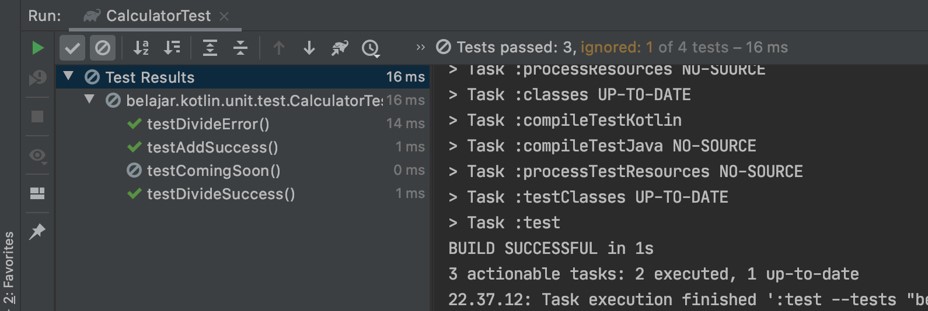 Run: CalculatorTest
Tests passed: 3, ignored: 1 of 4 tests – 16 ms
Test Results 16 ms
belajar.kotlin.unit.test.CalculatorTe: 16 ms
testDivideError() 14 ms
testAddSuccess() 1 ms
testComingSoon() 0 ms
testDivideSuccess() 1 ms
> Task :processResources NO-SOURCE
> Task :classes UP-TO-DATE
> Task :compileTestKotlin
> Task :compileTestJava NO-SOURCE
> Task :processTestResources NO-SOURCE
> Task :testClasses UP-TO-DATE
> Task :test
BUILD SUCCESSFUL in 1s
3 actionable tasks: 2 executed, 1 up-to-date
22.37.12: Task execution finished ':test --tests "be
2: Favorites